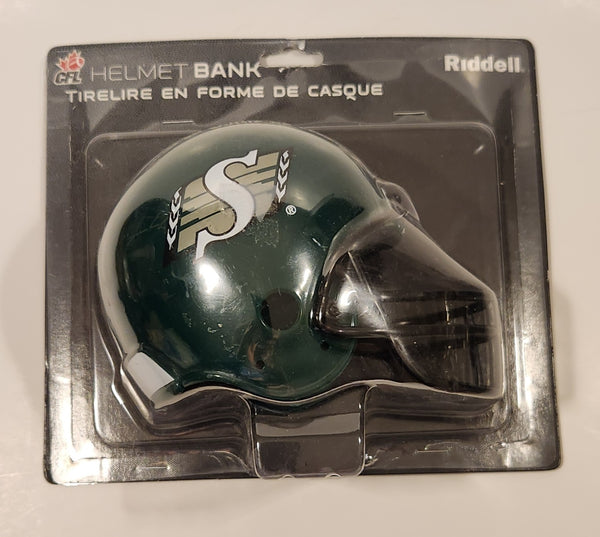 CFL HELMET BANK
Riddell
TIRELIRE EN FORME DE CASQUE
S
®